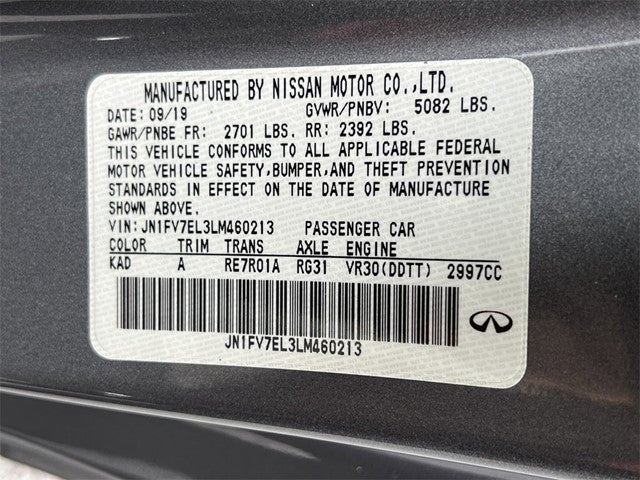 MANUFACTURED BY NISSAN MOTOR CO.,LTD.
DATE: 09/19 GVWR/PNBV: 5082 LBS.
GAWR/PNBE FR: 2701 LBS. RR: 2392 LBS.
THIS VEHICLE CONFORMS TO ALL APPLICABLE FEDERAL
MOTOR VEHICLE SAFETY,BUMPER,AND THEFT PREVENTION
STANDARDS IN EFFECT ON THE DATE OF MANUFACTURE
SHOWN ABOVE.
VIN: JN1FV7EL3LM460213 PASSENGER CAR
COLOR TRIM TRANS AXLE ENGINE
KAD A RE7R01A RG31 VR30(DDTT) 2997CC
JN1FV7EL3LM460213